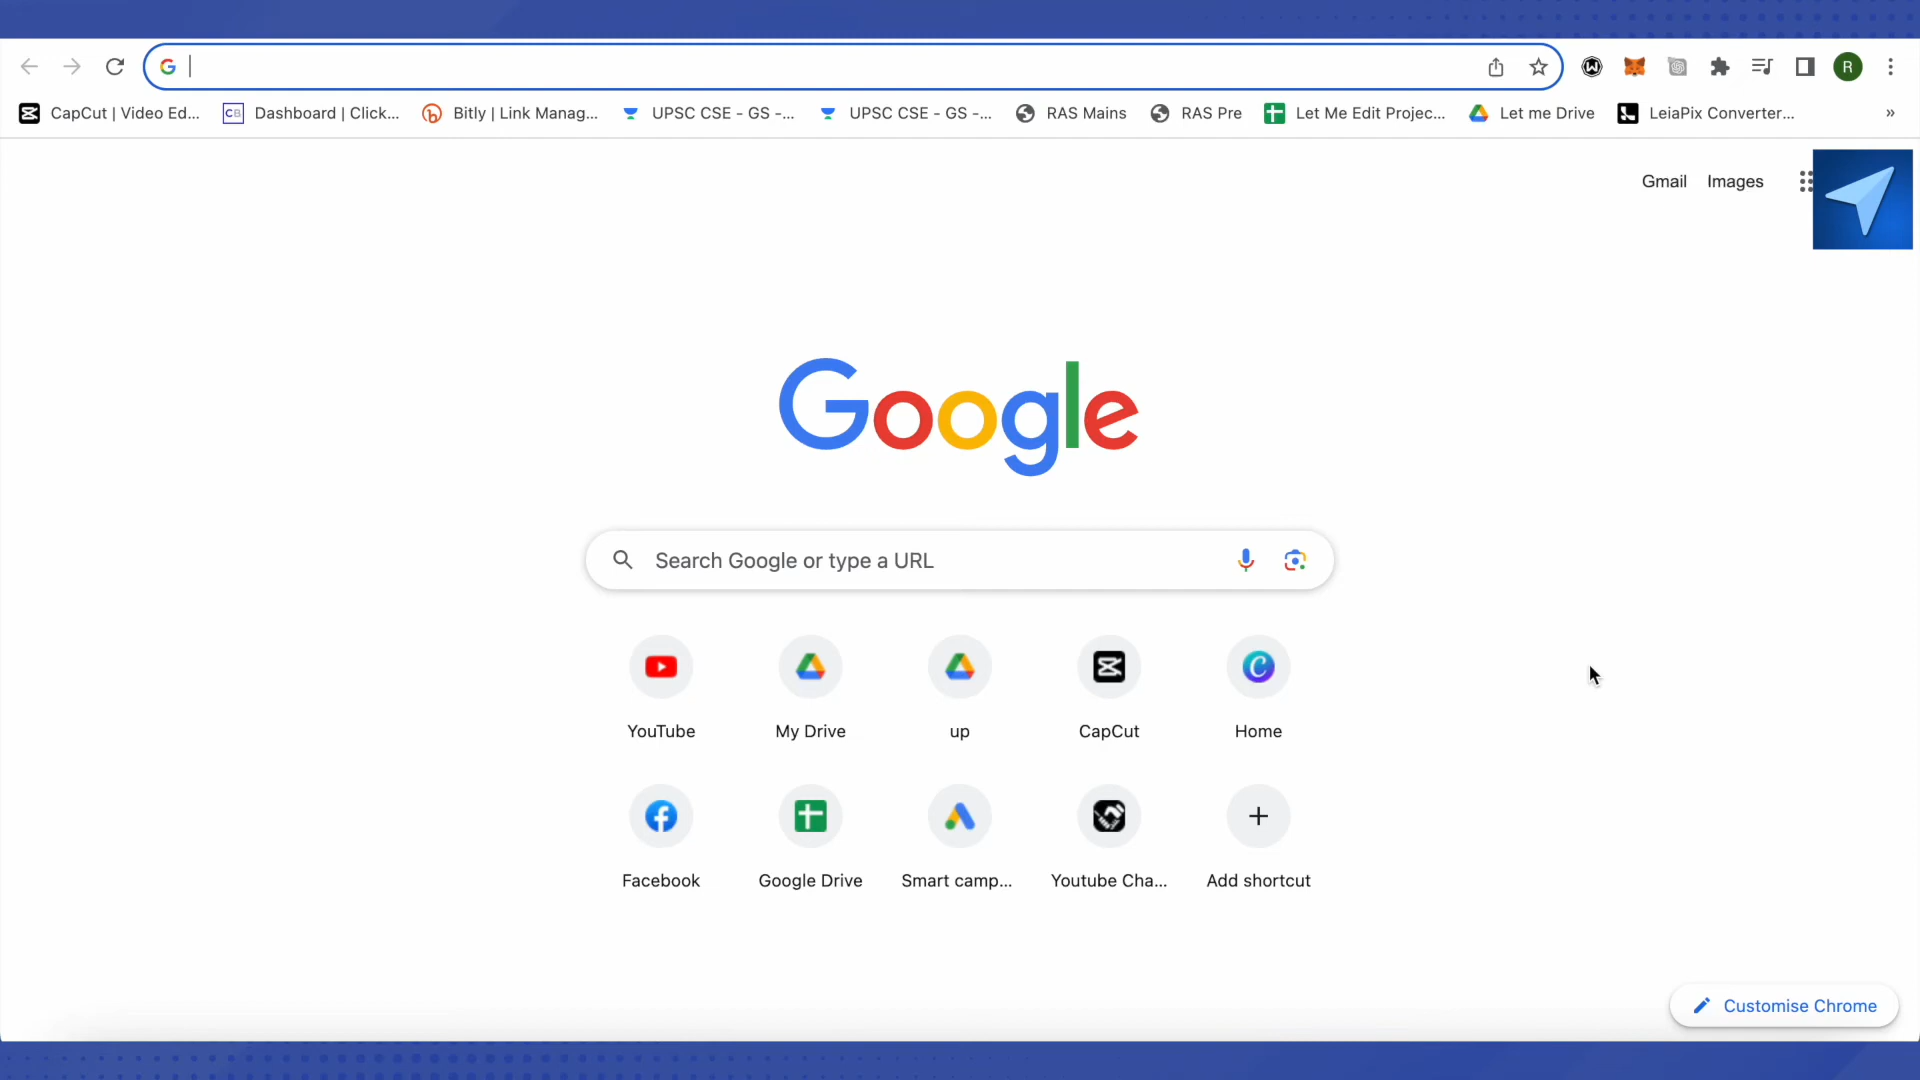 R
CapCut | Video Ed...
CB Dashboard | Click...
Bitly | Link Manag...
UPSC CSE - GS -...
UPSC CSE - GS -...
RAS Mains
RAS Pre
Let Me Edit Projec...
Let me Drive
LeiaPix Converter...
»
Gmail
Images
Google
Search Google or type a URL
YouTube
My Drive
up
CapCut
Home
Facebook
Google Drive
Smart camp...
Youtube Cha...
Add shortcut
Customise Chrome